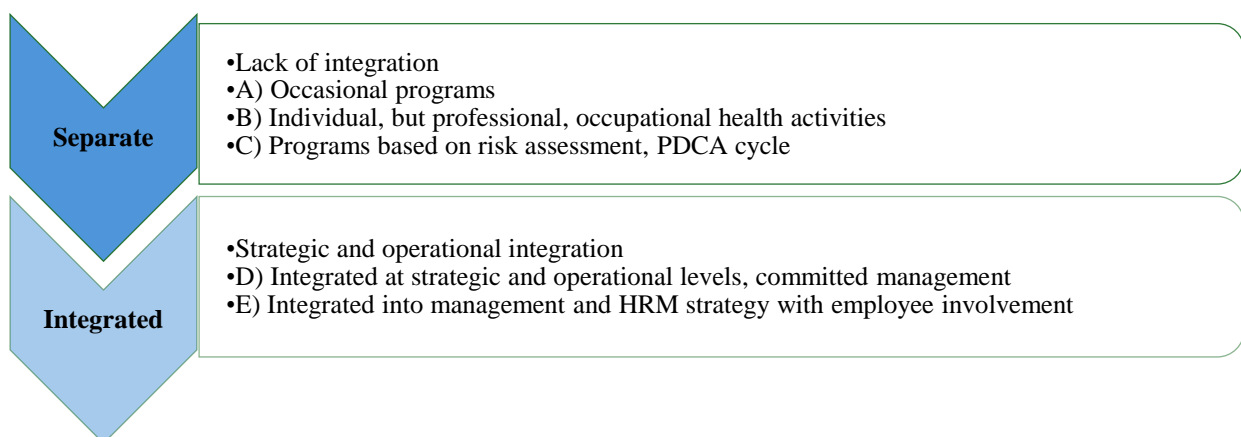 Separate
•Lack of integration
•A) Occasional programs
•B) Individual, but professional, occupational health activities
•C) Programs based on risk assessment, PDCA cycle
Integrated
•Strategic and operational integration
•D) Integrated at strategic and operational levels, committed management
•E) Integrated into management and HRM strategy with employee involvement